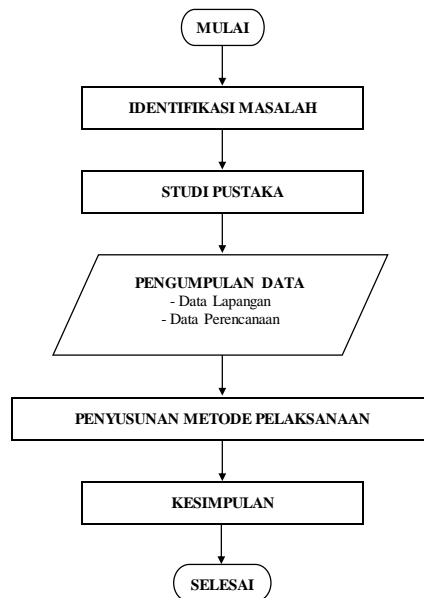 MULAI
IDENTIFIKASI MASALAH
STUDI PUSTAKA
PENGUMPULAN DATA
- Data Lapangan
- Data Perencanaan
PENYUSUNAN METODE PELAKSANAAN
KESIMPULAN
SELESAI